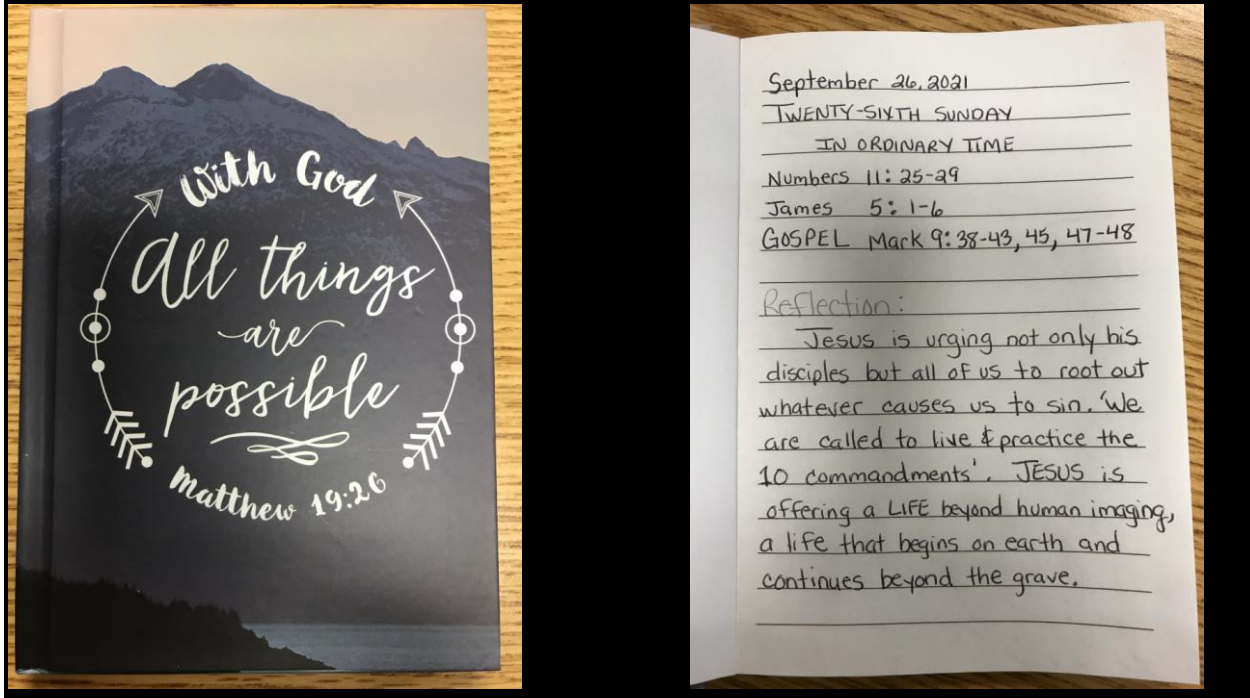 With God
All things
are
possible
Matthew 19:26
September 26, 2021
TWENTY-SIXTH SUNDAY
IN ORDINARY TIME
Numbers 11: 25-29
James 5: 1-6
GOSPEL Mark 9: 38-43, 45, 47-48
Reflection:
Jesus is urging not only his
disciples but all of us to root out
whatever causes us to sin. 'We
are called to live & practice the
10 commandments'. JESUS is
offering a LIFE beyond human imaging,
a life that begins on earth and
continues beyond the grave.